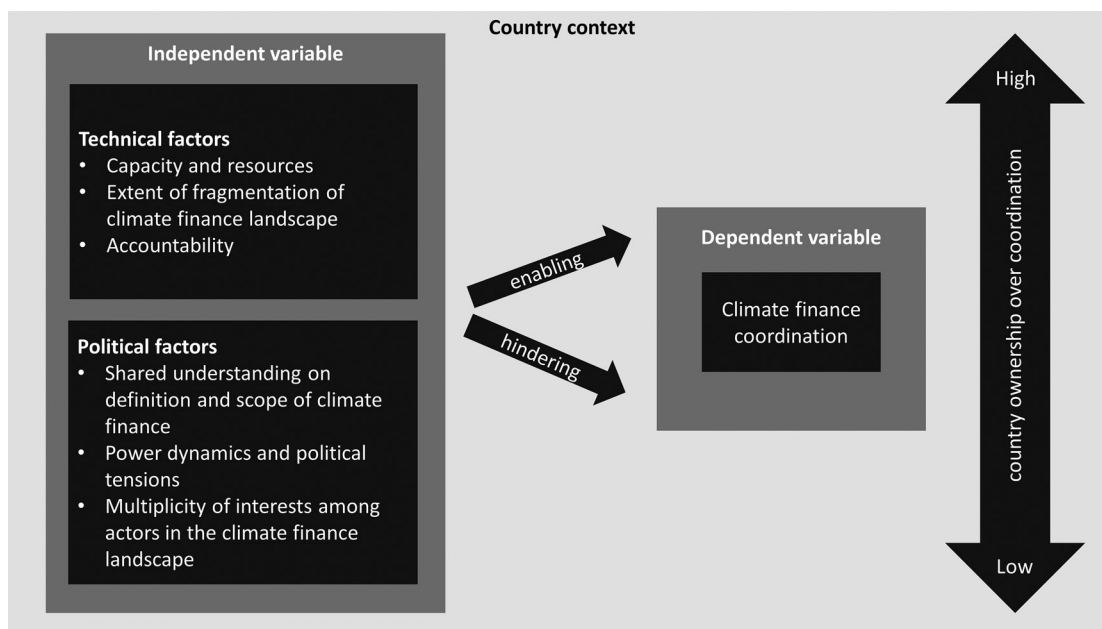 Country context
Independent variable
Technical factors
• Capacity and resources
• Extent of fragmentation of
climate finance landscape
• Accountability
Political factors
• Shared understanding on
definition and scope of climate
finance
• Power dynamics and political
tensions
• Multiplicity of interests among
actors in the climate finance
landscape
enabling
hindering
Dependent variable
Climate finance
coordination
High
country ownership over coordination
Low